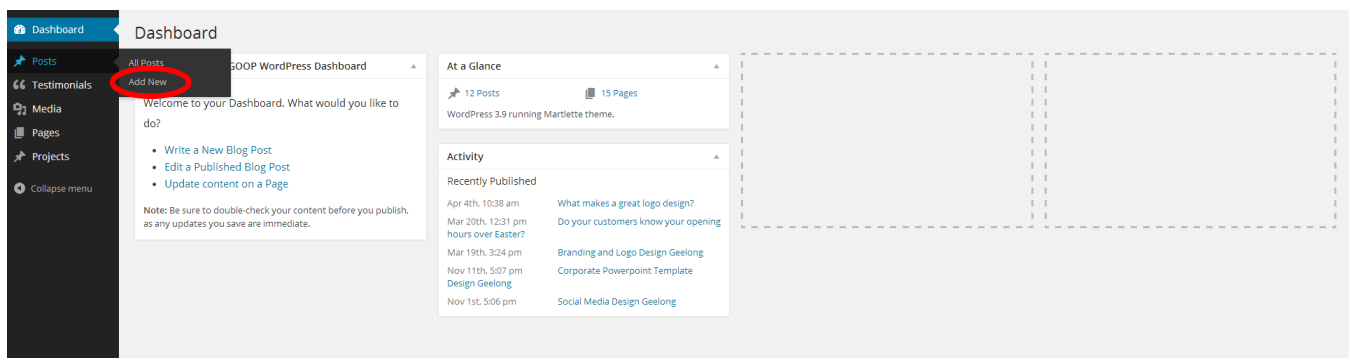 Dashboard
Posts
Testimonials
Media
Pages
Projects
Collapse menu
All Posts
Add New
Dashboard
GOOP WordPress Dashboard
Welcome to your Dashboard. What would you like to
do?
Write a New Blog Post
Edit a Published Blog Post
Update content on a Page
Note: Be sure to double-check your content before you publish,
as any updates you save are immediate.
At a Glance
12 Posts 15 Pages
WordPress 3.9 running Martlette theme.
Activity
Recently Published
Apr 4th, 10:38 am What makes a great logo design?
Mar 20th, 12:31 pm Do your customers know your opening
hours over Easter?
Mar 19th, 3:24 pm Branding and Logo Design Geelong
Nov 11th, 5:07 pm Corporate Powerpoint Template
Design Geelong
Nov 1st, 5:06 pm Social Media Design Geelong